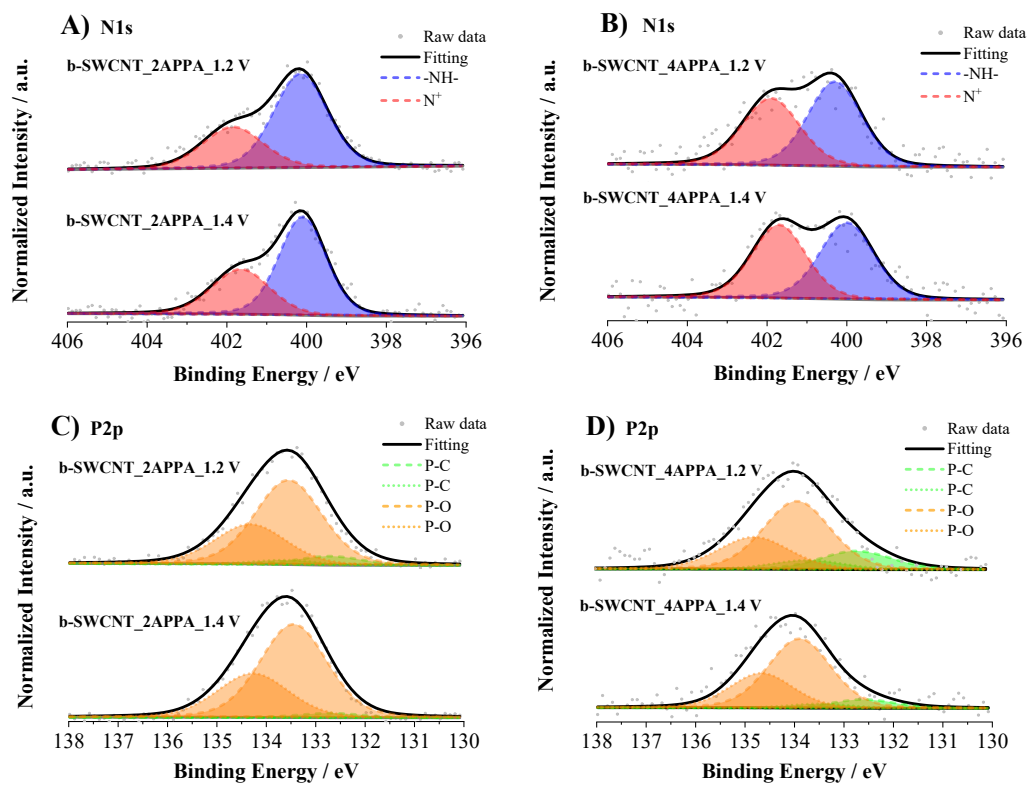 A) N1s
Raw data
Fitting
-NH-
N⁺
b-SWCNT_2APPA_1.2 V
b-SWCNT_2APPA_1.4 V
Normalized Intensity / a.u.
406 404 402 400 398 396
Binding Energy / eV
B) N1s
Raw data
Fitting
-NH-
N⁺
b-SWCNT_4APPA_1.2 V
b-SWCNT_4APPA_1.4 V
Normalized Intensity / a.u.
406 404 402 400 398 396
Binding Energy / eV
C) P2p
Raw data
Fitting
P-C
P-C
P-O
P-O
b-SWCNT_2APPA_1.2 V
b-SWCNT_2APPA_1.4 V
Normalized Intensity / a.u.
138 137 136 135 134 133 132 131 130
Binding Energy / eV
D) P2p
Raw data
Fitting
P-C
P-C
P-O
P-O
b-SWCNT_4APPA_1.2 V
b-SWCNT_4APPA_1.4 V
Normalized Intensity / a.u.
138 137 136 135 134 133 132 131 130
Binding Energy / eV